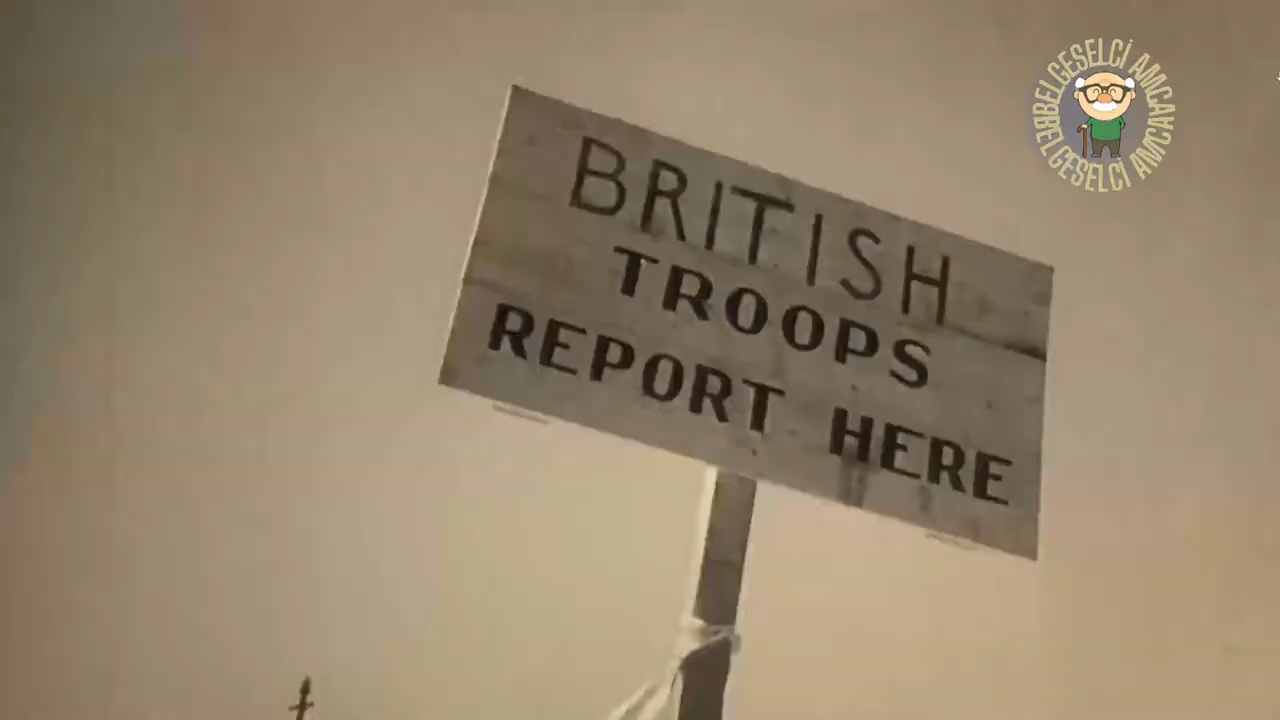 BRITISH
TROOPS
REPORT HERE
BELGESELCİ AMCA
BELGESELCİ AMCA